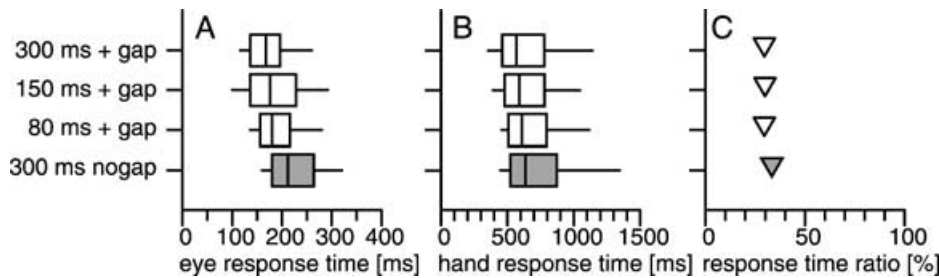 A B C
300 ms + gap
150 ms + gap
80 ms + gap
300 ms nogap
0 100 200 300 400 0 500 1000 1500 0 50 100
eye response time [ms] hand response time [ms] response time ratio [%]